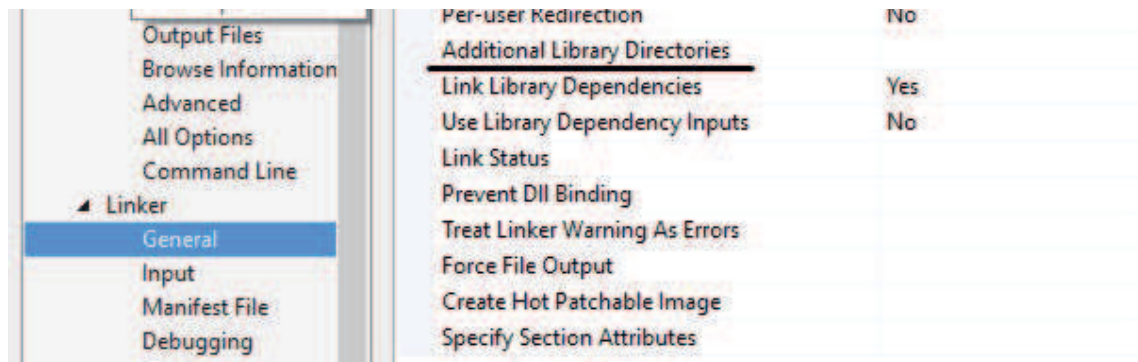 Output Files
Browse Information
Advanced
All Options
Command Line
Linker
General
Input
Manifest File
Debugging
Per-user Redirection No
Additional Library Directories
Link Library Dependencies Yes
Use Library Dependency Inputs No
Link Status
Prevent Dll Binding
Treat Linker Warning As Errors
Force File Output
Create Hot Patchable Image
Specify Section Attributes